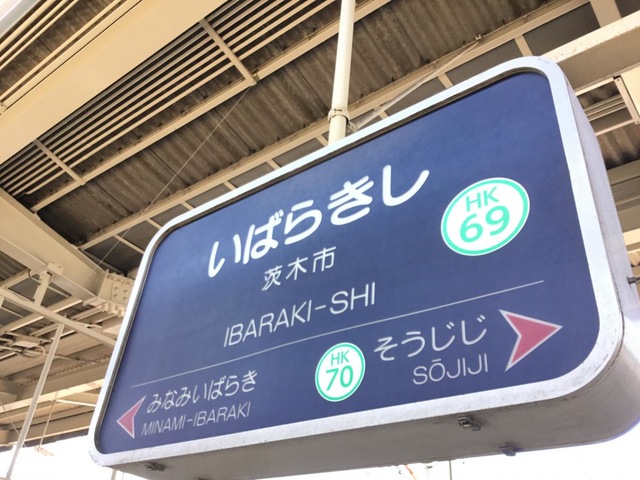 いばらきし
HK
69
茨木市
IBARAKI-SHI
みなみいばらき
MINAMI-IBARAKI
HK
70
そうじじ
SŌJIJI